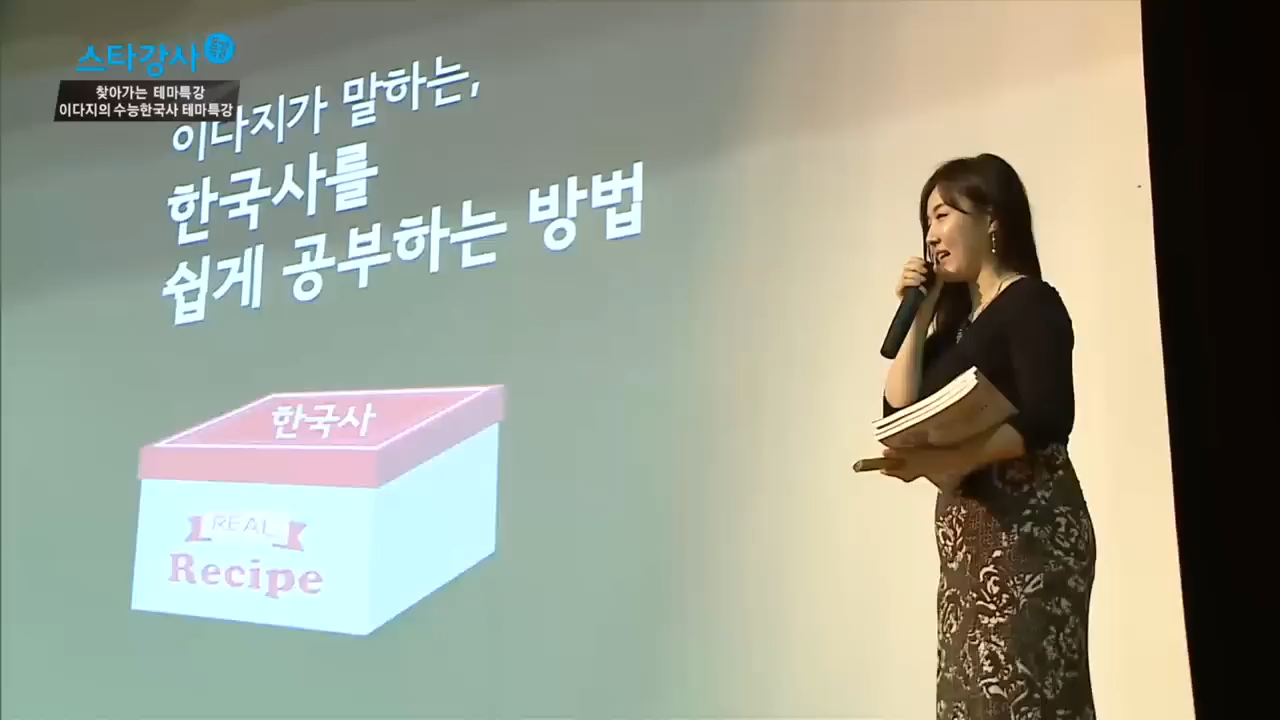 스타강사
찾아가는 테마특강
이다지의 수능한국사 테마특강
이다지가 말하는,
한국사를
쉽게 공부하는 방법
한국사
REAL
Recipe